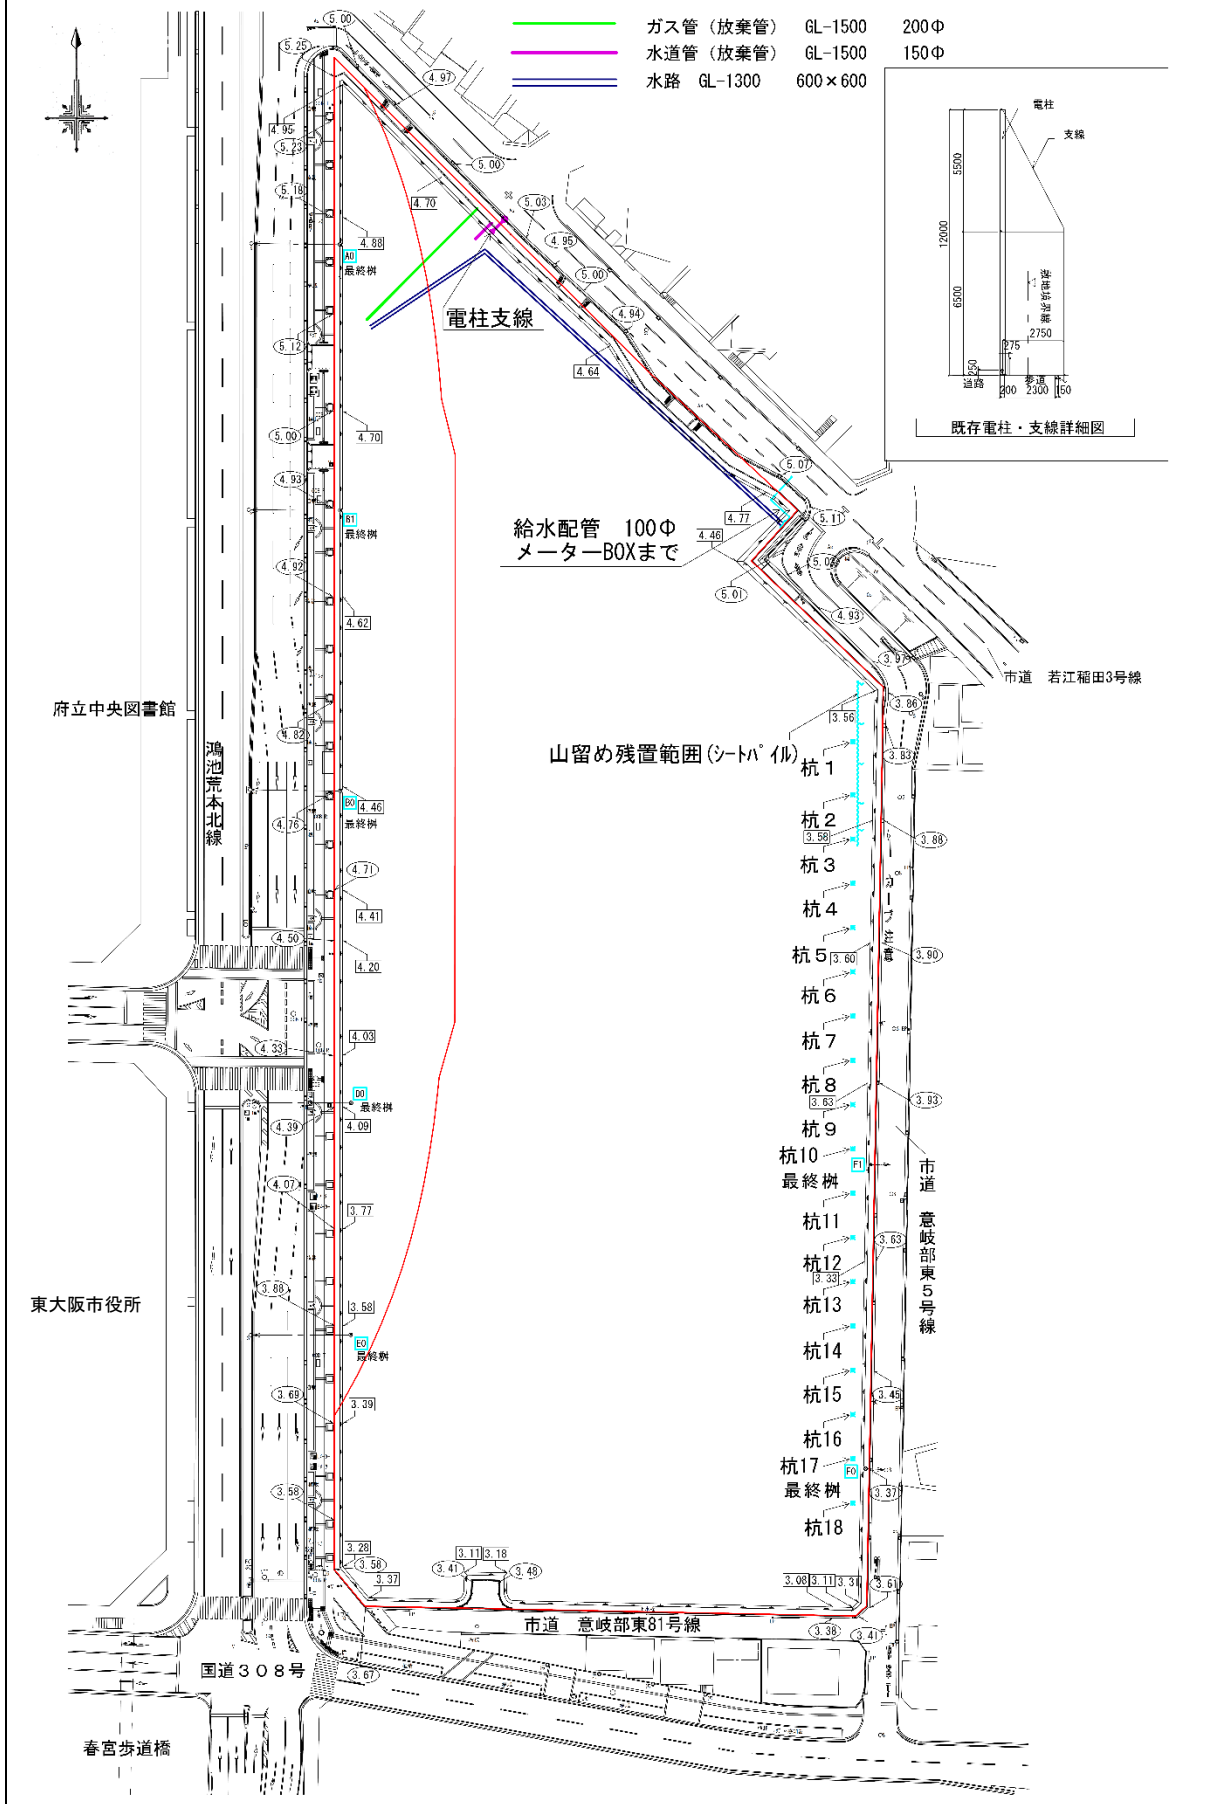 ガス管（放棄管） GL-1500 200Φ
水道管（放棄管） GL-1500 150Φ
水路 GL-1300 600×600
電柱
支線
5500
12000
6500
敷地境界線
2750
275
250
道路
歩道
200
2300
150
既存電柱・支線詳細図
5.00
5.25
4.97
4.95
5.23
5.00
5.18
4.70
5.03
4.88
4.95
A0
最終桝
5.00
4.94
電柱支線
5.12
4.64
4.70
5.00
5.07
4.93
4.77
5.11
B1
最終桝
給水配管 100Φ
メーターBOXまで
4.46
4.92
5.01
4.62
4.93
3.97
市道 若江稲田3号線
府立中央図書館
3.86
3.56
4.82
鴻池荒本北線
山留め残置範囲(シートパイル)
3.83
杭1
B0
4.46
最終桝
4.76
杭2
3.58
3.88
杭3
4.71
杭4
4.41
4.50
4.20
杭5
3.60
3.90
杭6
杭7
4.33
4.03
杭8
3.63
3.93
D0
最終桝
4.39
4.09
杭9
杭10
最終桝
F1
市道 意岐部東5号線
4.07
3.77
杭11
3.63
杭12
3.33
3.88
杭13
東大阪市役所
3.58
E0
最終桝
杭14
杭15
3.69
3.39
3.45
杭16
杭17
最終桝
F0
3.58
3.37
杭18
3.28
3.58
3.37
3.11
3.18
3.41
3.48
3.08
3.11
3.31
3.61
市道 意岐部東81号線
3.38
3.41
国道308号
3.67
春宮歩道橋